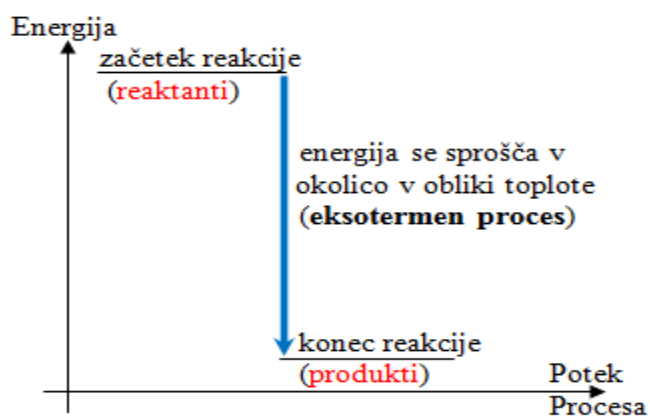 Energija
začetek reakcije
(reaktanti)
energija se sprošča v
okolico v obliki toplote
(eksotermen proces)
konec reakcije
(produkti)
Potek
Procesa